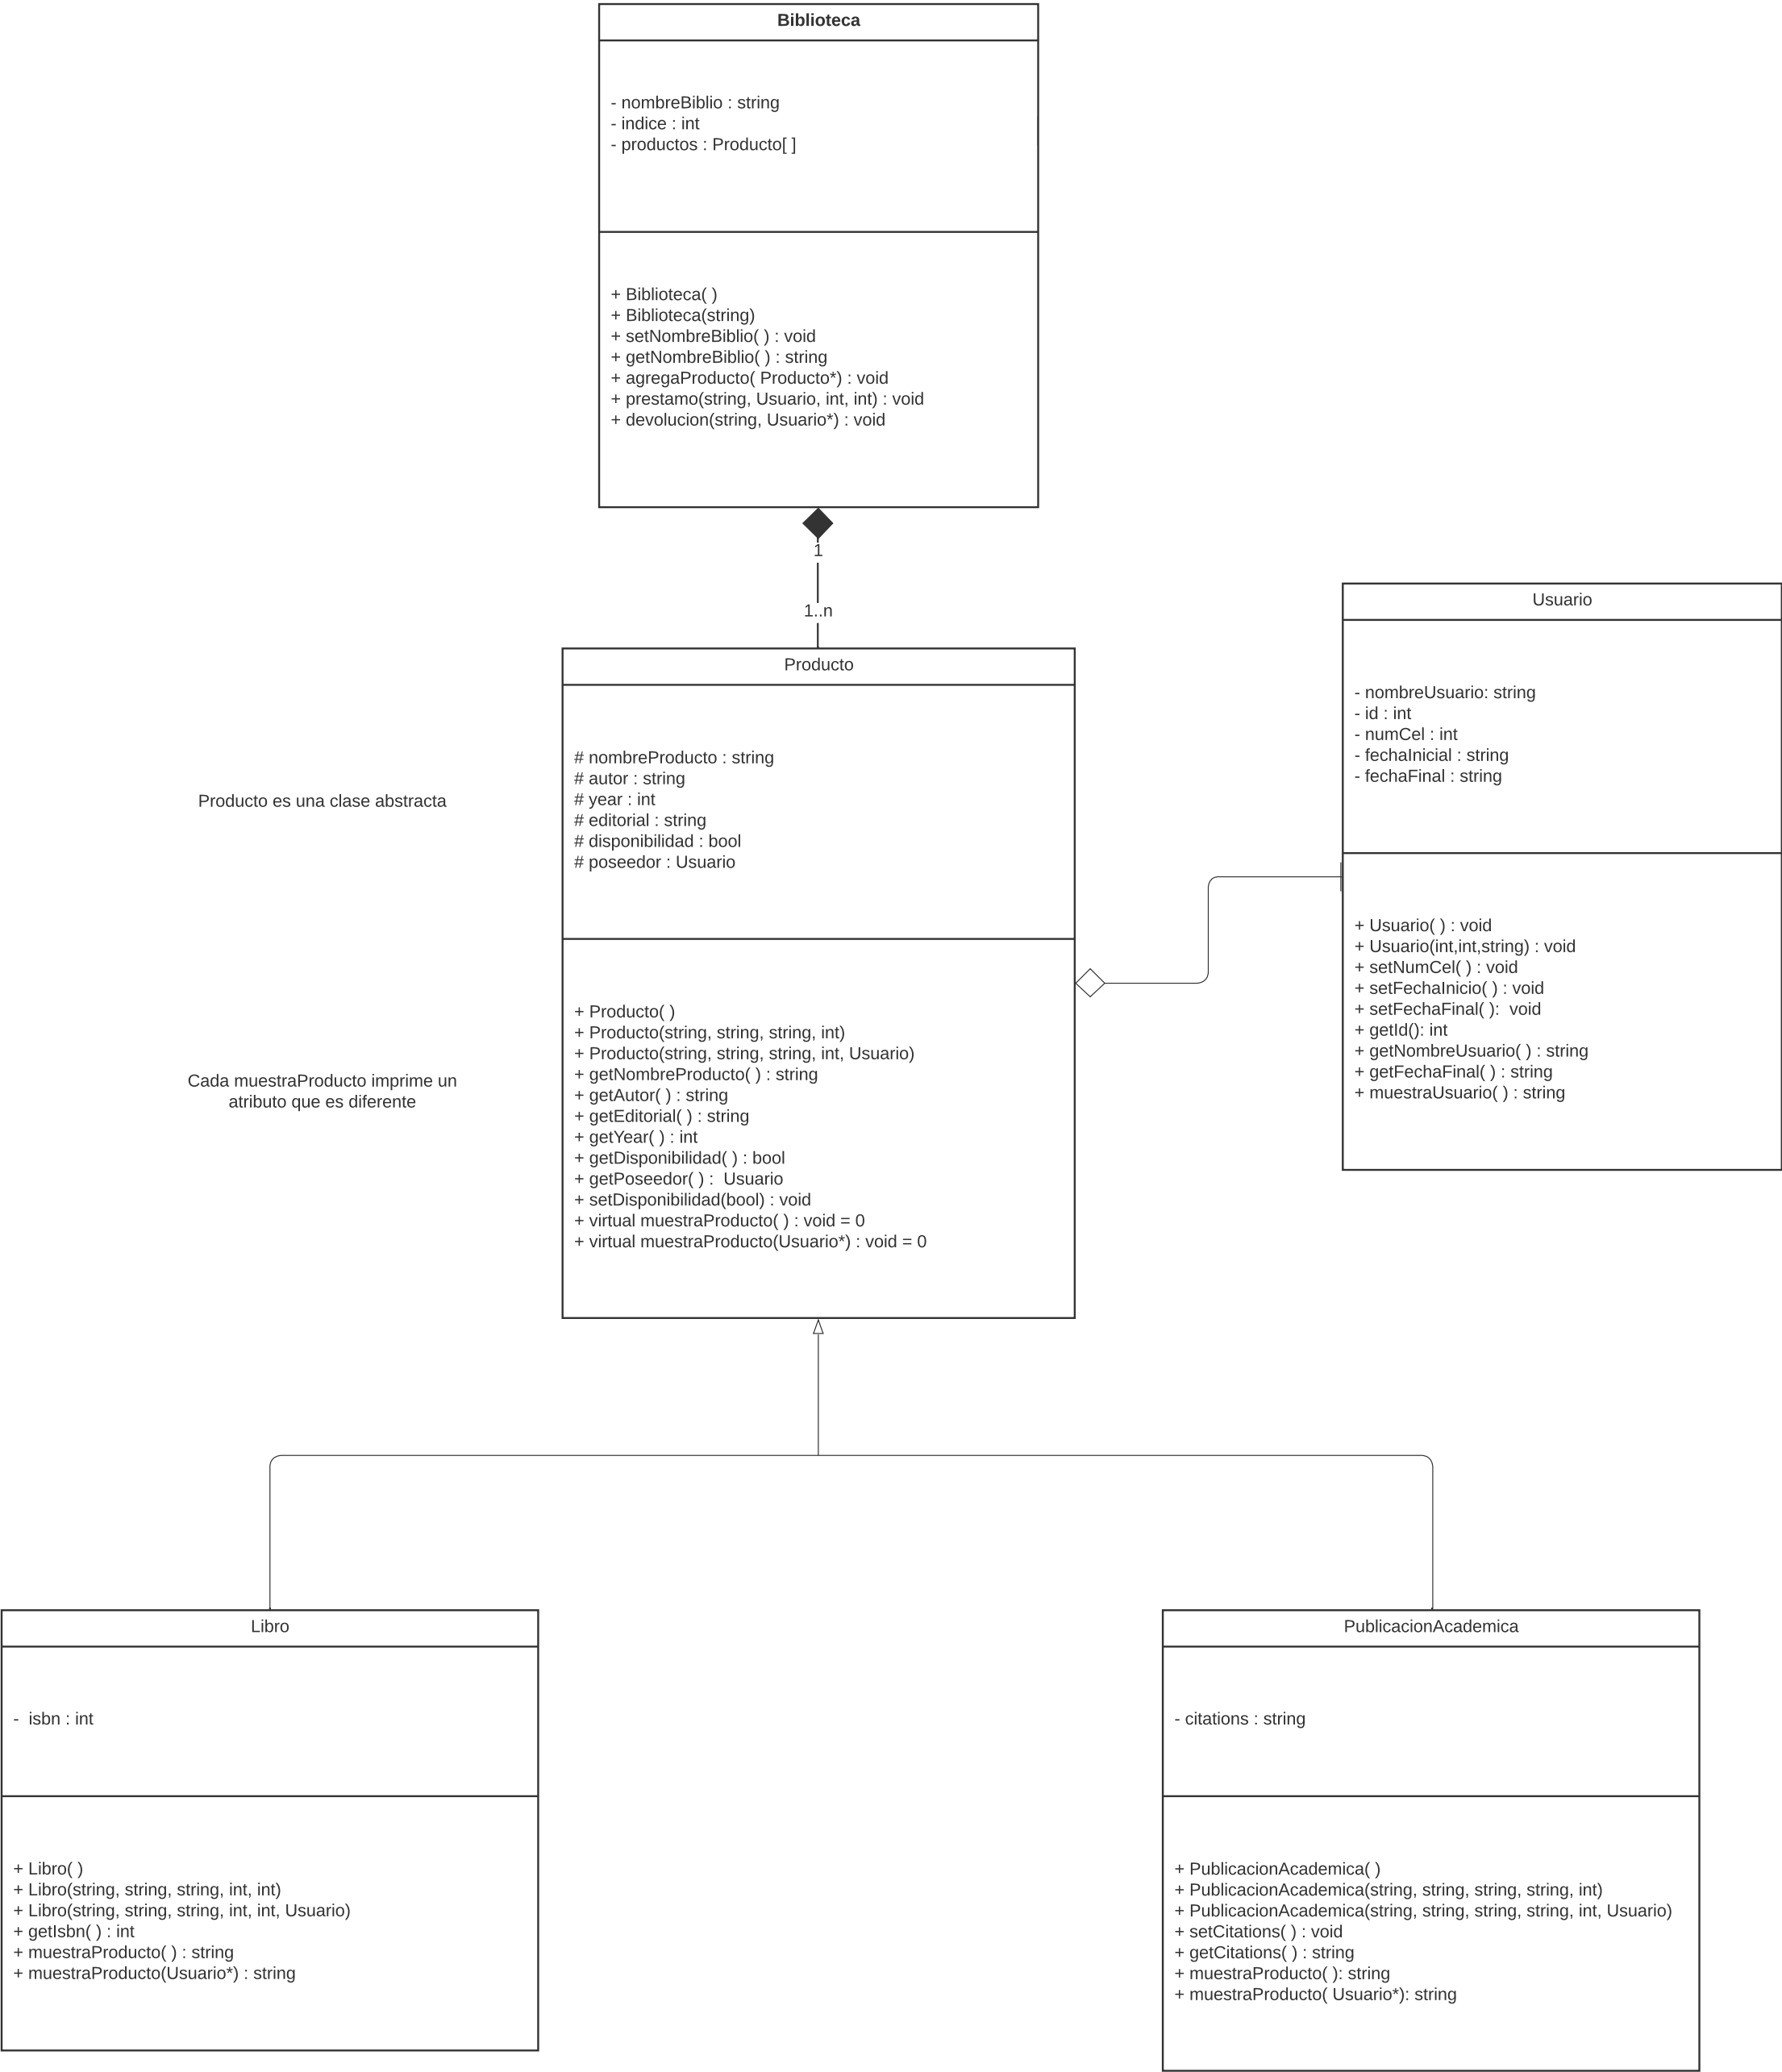 Biblioteca
- nombreBiblio : string
- indice : int
- productos : Producto[ ]
+ Biblioteca( )
+ Biblioteca(string)
+ setNombreBiblio( ) : void
+ getNombreBiblio( ) : string
+ agregaProducto( Producto*) : void
+ prestamo(string, Usuario, int, int) : void
+ devolucion(string, Usuario*) : void
1
1..n
Producto
# nombreProducto : string
# autor : string
# year : int
# editorial : string
# disponibilidad : bool
# poseedor : Usuario
+ Producto( )
+ Producto(string, string, string, int)
+ Producto(string, string, string, int, Usuario)
+ getNombreProducto( ) : string
+ getAutor( ) : string
+ getEditorial( ) : string
+ getYear( ) : int
+ getDisponibilidad( ) : bool
+ getPoseedor( ) :  Usuario
+ setDisponibilidad(bool) : void
+ virtual muestraProducto( ) : void = 0
+ virtual muestraProducto(Usuario*) : void = 0
Producto es una clase abstracta
Cada muestraProducto imprime un
atributo que es diferente
Usuario
- nombreUsuario: string
- id : int
- numCel : int
- fechaInicial : string
- fechaFinal : string
+ Usuario( ) : void
+ Usuario(int,int,string) : void
+ setNumCel( ) : void
+ setFechaInicio( ) : void
+ setFechaFinal( ):  void
+ getId(): int
+ getNombreUsuario( ) : string
+ getFechaFinal( ) : string
+ muestraUsuario( ) : string
Libro
-  isbn : int
+ Libro( )
+ Libro(string, string, string, int, int)
+ Libro(string, string, string, int, int, Usuario)
+ getIsbn( ) : int
+ muestraProducto( ) : string
+ muestraProducto(Usuario*) : string
PublicacionAcademica
- citations : string
+ PublicacionAcademica( )
+ PublicacionAcademica(string, string, string, string, int)
+ PublicacionAcademica(string, string, string, string, int, Usuario)
+ setCitations( ) : void
+ getCitations( ) : string
+ muestraProducto( ): string
+ muestraProducto( Usuario*): string